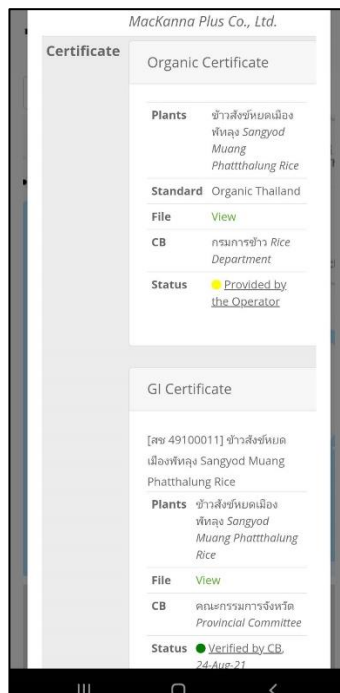 MacKanna Plus Co., Ltd.
Certificate
Organic Certificate
Plants ข้าวสังข์หยดเมือง
พัทลุง Sangyod
Muang
Phattthalung Rice
Standard Organic Thailand
File View
CB กรมการข้าว Rice
Department
Status Provided by
the Operator
GI Certificate
[สช 49100011] ข้าวสังข์หยด
เมืองพัทลุง Sangyod Muang
Phatthalung Rice
Plants ข้าวสังข์หยดเมือง
พัทลุง Sangyod
Muang Phattthalung
Rice
File View
CB คณะกรรมการจังหวัด
Provincial Committee
Status Verified by CB,
24-Aug-21